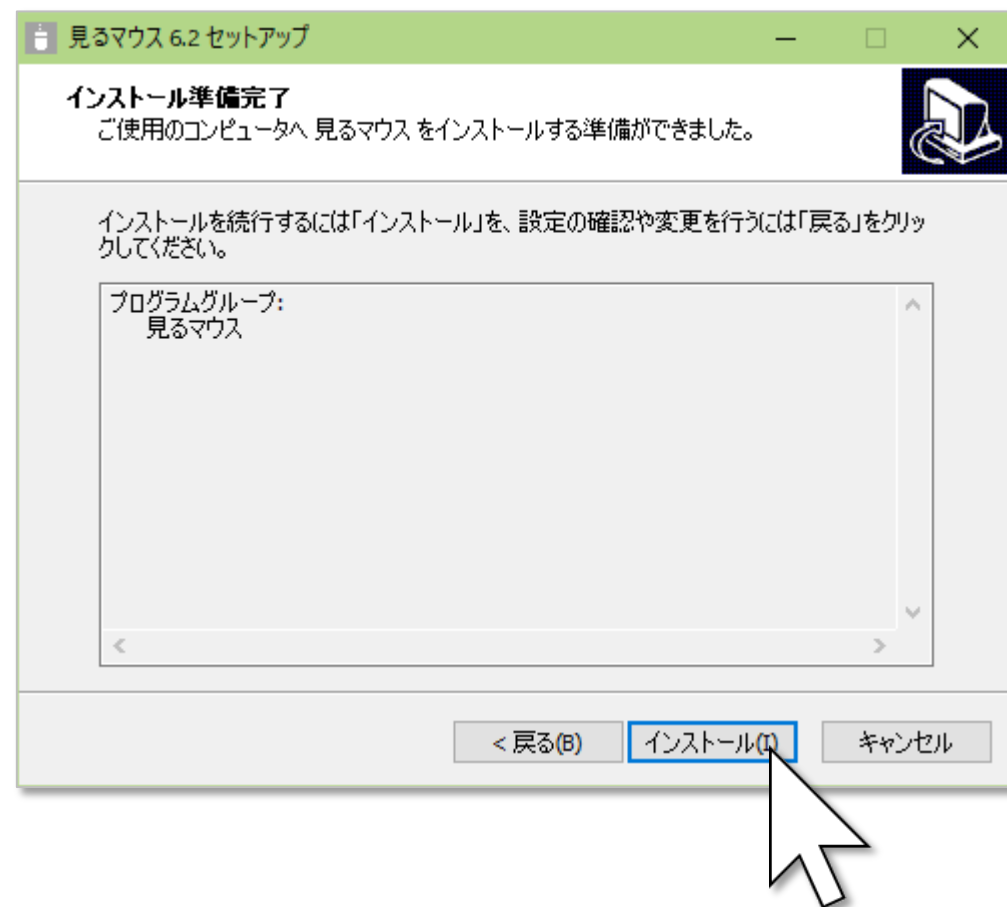 見るマウス 6.2 セットアップ
インストール準備完了
ご使用のコンピュータへ 見るマウス をインストールする準備ができました。
インストールを続行するには「インストール」を、設定の確認や変更を行うには「戻る」をクリッ
クしてください。
プログラムグループ:
見るマウス
< 戻る(B) インストール(I) キャンセル